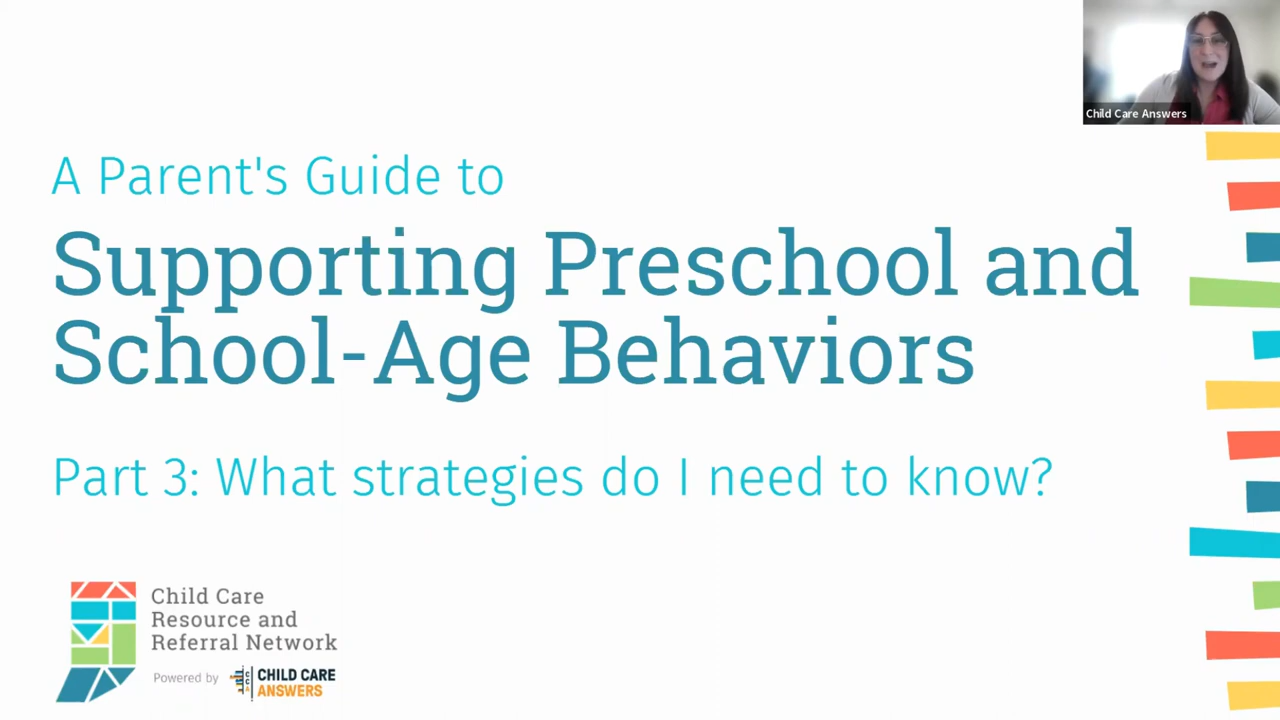 Child Care Answers
A Parent's Guide to
Supporting Preschool and
School-Age Behaviors
Part 3: What strategies do I need to know?
Child Care
Resource and
Referral Network
Powered by
CHILD CARE
ANSWERS